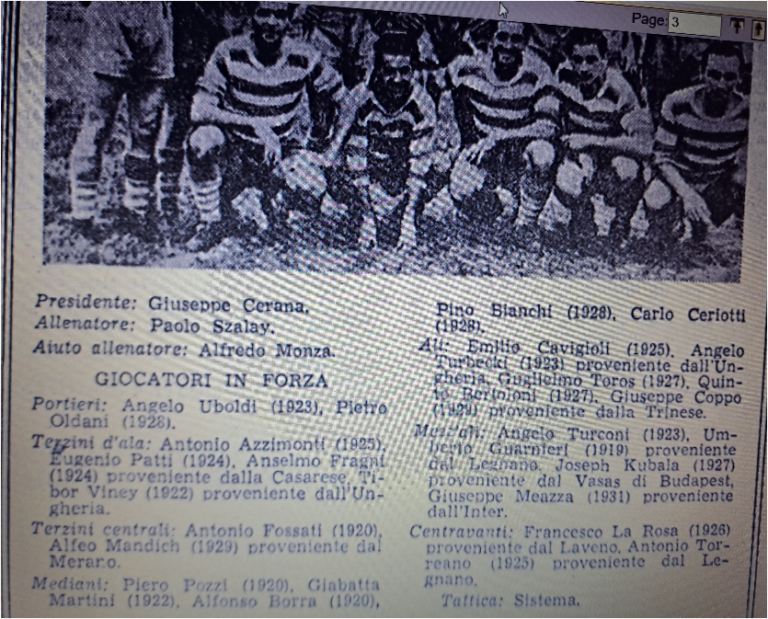 Page: 3
Presidente: Giuseppe Cerana.
Allenatore: Paolo Szalay.
Aiuto allenatore: Alfredo Monza.
GIOCATORI IN FORZA
Portieri: Angelo Uboldi (1923), Pietro
Oldani (1928).
Terzini d'ala: Antonio Azzimonti (1925),
Eugenio Patti (1924), Anselmo Fragni
(1924) proveniente dalla Casarese, Ti-
bor Viney (1922) proveniente dall'Un-
gheria.
Terzini centrali: Antonio Fossati (1920),
Alfeo Mandich (1929) proveniente dal
Merano.
Mediani: Piero Pozzi (1920), Giabatta
Martini (1922), Alfonso Borra (1920),
Pino Bianchi (1928), Carlo Ceriotti
(1928).
Ali: Emilio Cavigioli (1925), Angelo
Turbecki (1923) proveniente dall'Un-
gheria, Guglielmo Toros (1927), Quin-
to Bertoloni (1927), Giuseppe Coppo
(1929) proveniente dalla Trinese.
Mezz'ali: Angelo Turconi (1923), Um-
berto Guarnieri (1919) proveniente
dal Legnano, Joseph Kubala (1927)
proveniente dal Vasas di Budapest,
Giuseppe Meazza (1931) proveniente
dall'Inter.
Centravanti: Francesco La Rosa (1926)
proveniente dal Laveno, Antonio Tor-
reano (1925) proveniente dal Le-
gnano.
Tattica: Sistema.